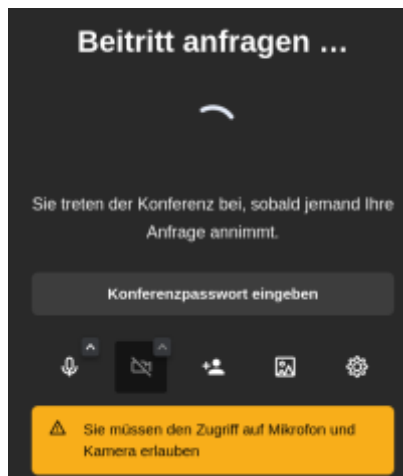 Beitritt anfragen …
Sie treten der Konferenz bei, sobald jemand Ihre
Anfrage annimmt.
Konferenzpasswort eingeben
Sie müssen den Zugriff auf Mikrofon und
Kamera erlauben